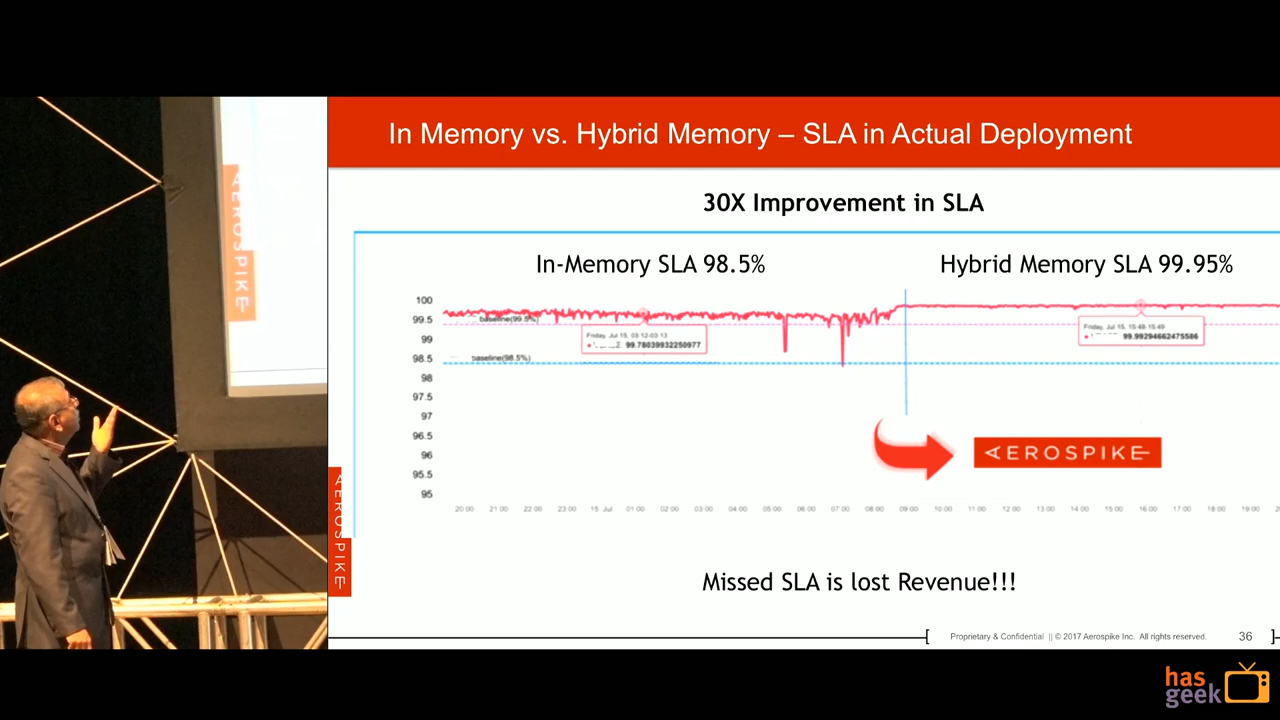 In Memory vs. Hybrid Memory – SLA in Actual Deployment
30X Improvement in SLA
In-Memory SLA 98.5%
Hybrid Memory SLA 99.95%
100
99.5
99
98.5
98
97.5
97
96.5
96
95.5
95
baseline(99.5%)
baseline(98.5%)
Friday, Jul 15, 03:12-03:13
99.78039932250977
Friday, Jul 15, 15:48-15:49
99.99294662475586
AEROSPIKE
20:00 21:00 22:00 23:00 15. Jul 01:00 02:00 03:00 04:00 05:00 06:00 07:00 08:00 09:00 10:00 11:00 12:00 13:00 14:00 15:00 16:00 17:00 18:00 19:00
Missed SLA is lost Revenue!!!
Proprietary & Confidential || © 2017 Aerospike Inc. All rights reserved.
36
AEROSPIKE
AEROSPIKE
has
geek